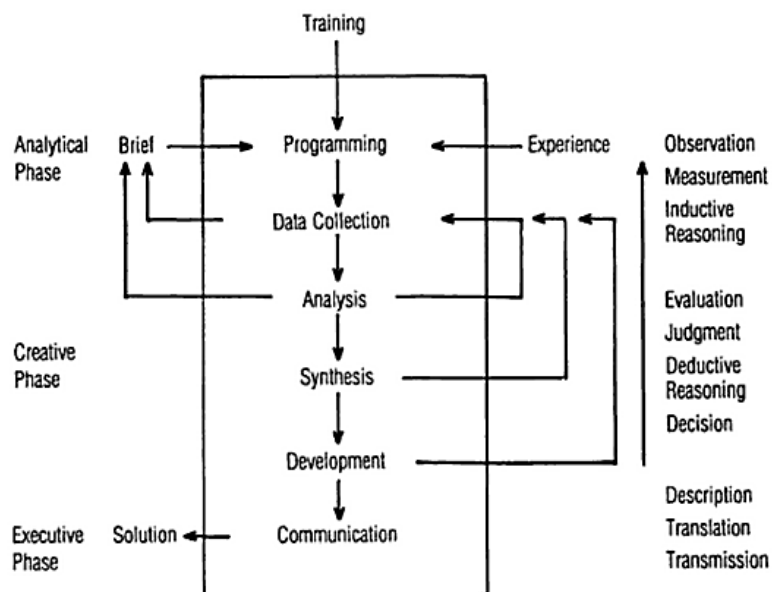 Training
Analytical Phase
Brief
Programming
Experience
Observation
Measurement
Data Collection
Inductive
Reasoning
Analysis
Evaluation
Judgment
Creative
Phase
Synthesis
Deductive
Reasoning
Decision
Development
Description
Executive
Phase
Solution
Communication
Translation
Transmission